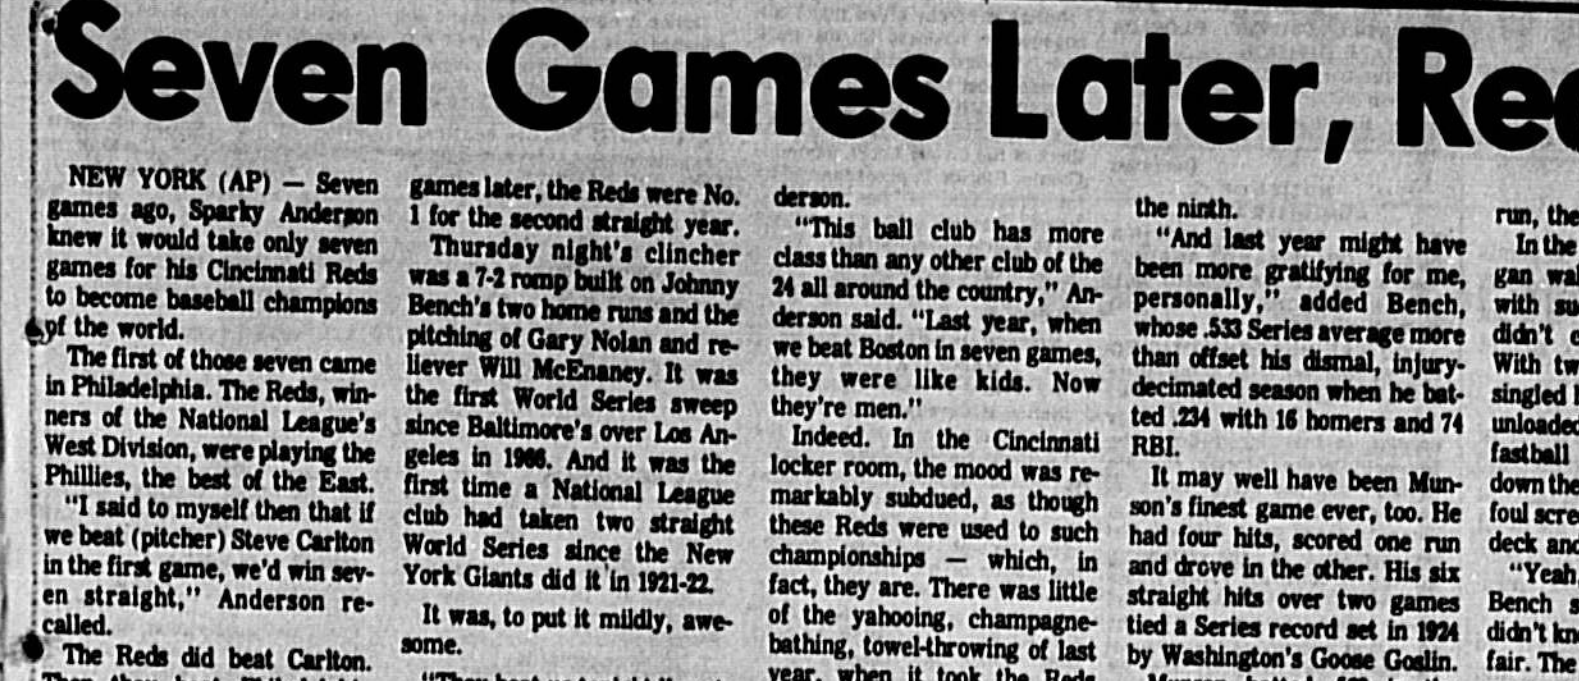 Seven Games Later,
NEW YORK (AP) — Seven
games ago, Sparky Anderson
knew it would take only seven
games for his Cincinnati Reds
to become baseball champions
of the world.
The first of those seven came
in Philadelphia. The Reds, win-
ners of the National League's
West Division, were playing the
Phillies, the best of the East.
"I said to myself then that if
we beat (pitcher) Steve Carlton
in the first game, we'd win sev-
en straight," Anderson re-
called.
The Reds did beat Carlton.
games later, the Reds were No.
1 for the second straight year.
Thursday night's clincher
was a 7-2 romp built on Johnny
Bench's two home runs and the
pitching of Gary Nolan and re-
liever Will McEnaney. It was
the first World Series sweep
since Baltimore's over Los An-
geles in 1966. And it was the
first time a National League
club had taken two straight
World Series since the New
York Giants did it in 1921-22.
It was, to put it mildly, awe-
some.
derson.
"This ball club has more
class than any other club of the
24 all around the country," An-
derson said. "Last year, when
we beat Boston in seven games,
they were like kids. Now
they're men."
Indeed. In the Cincinnati
locker room, the mood was re-
markably subdued, as though
these Reds were used to such
championships — which, in
fact, they are. There was little
of the yahooing, champagne-
bathing, towel-throwing of last
year, when it took the Reds
the ninth.
"And last year might have
been more gratifying for me,
personally," added Bench,
whose .533 Series average more
than offset his dismal, injury-
decimated season when he bat-
ted .234 with 16 homers and 74
RBI.
It may well have been Mun-
son's finest game ever, too. He
had four hits, scored one run
and drove in the other. His six
straight hits over two games
tied a Series record set in 1924
by Washington's Goose Goslin.
run, the
In the
gan wal
with su
didn't c
With tw
singled
unloaded
fastball
down the
foul scre
deck and
"Yeah,
Bench s
didn't kn
fair. The